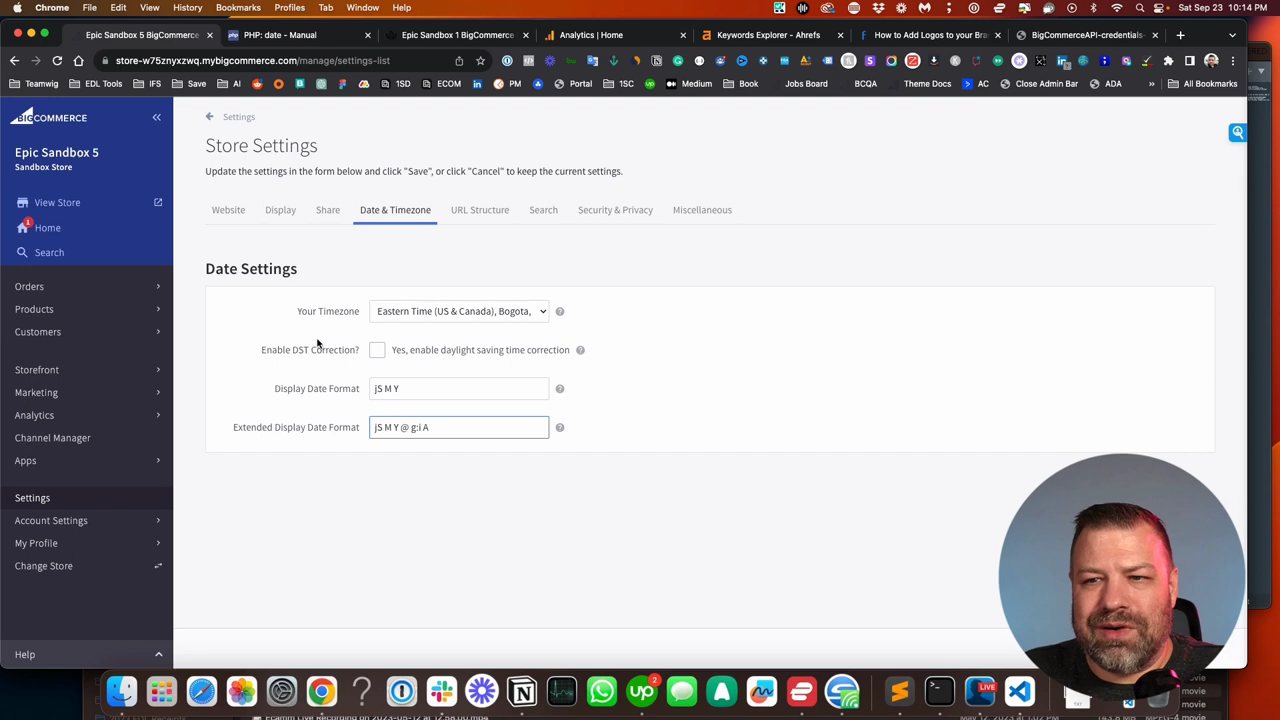 Chrome File Edit View History Bookmarks Profiles Tab Window Help Sat Sep 23 10:14 PM
Epic Sandbox 5 BigCommerce × PHP: date - Manual × Epic Sandbox 1 BigCommerce × Analytics | Home × Keywords Explorer - Ahrefs × How to Add Logos to your Bra × BigCommerceAPI-credentials- ×
store-w75znyxzwq.mybigcommerce.com/manage/settings-list
Teamwig EDL Tools IFS Save AI 1SD ECOM PM Portal 1SC Medium Book Jobs Board BCQA Theme Docs AC Close Admin Bar ADA » All Bookmarks
BIGCOMMERCE
Epic Sandbox 5
Sandbox Store
View Store
1
Home
Search
Orders
Products
Customers
Storefront
Marketing
Analytics
Channel Manager
Apps
Settings
Account Settings
My Profile
Change Store
Help
Settings
Store Settings
Update the settings in the form below and click "Save", or click "Cancel" to keep the current settings.
Website Display Share Date & Timezone URL Structure Search Security & Privacy Miscellaneous
Date Settings
Your Timezone Eastern Time (US & Canada), Bogota,
Enable DST Correction? Yes, enable daylight saving time correction
Display Date Format jS M Y
Extended Display Date Format jS M Y @ g:i A
2
LIVE
movie
movie